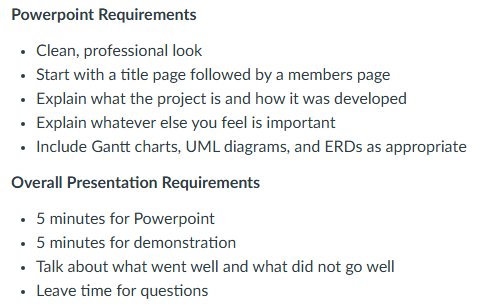 Powerpoint Requirements
• Clean, professional look
• Start with a title page followed by a members page
• Explain what the project is and how it was developed
• Explain whatever else you feel is important
• Include Gantt charts, UML diagrams, and ERDs as appropriate
Overall Presentation Requirements
• 5 minutes for Powerpoint
• 5 minutes for demonstration
• Talk about what went well and what did not go well
• Leave time for questions